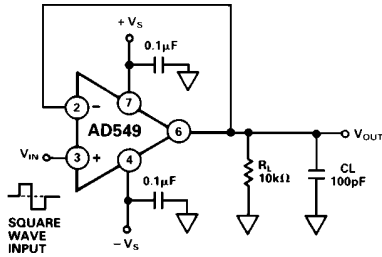 +VS
0.1µF
2
−
7
AD549
6
VOUT
VIN
3
+
4
0.1µF
RL
10kΩ
CL
100pF
SQUARE
WAVE
INPUT
−VS